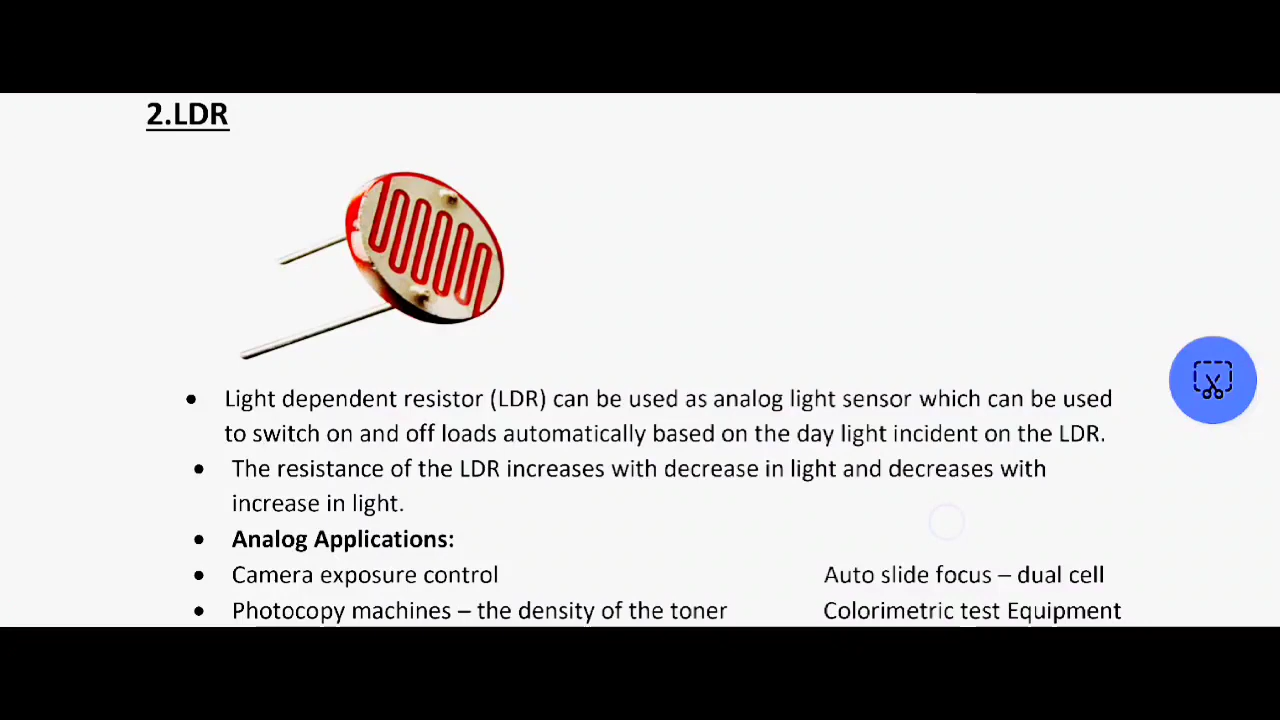 2.LDR
• Light dependent resistor (LDR) can be used as analog light sensor which can be used
to switch on and off loads automatically based on the day light incident on the LDR.
• The resistance of the LDR increases with decrease in light and decreases with
increase in light.
• Analog Applications:
• Camera exposure control Auto slide focus – dual cell
• Photocopy machines – the density of the toner Colorimetric test Equipment